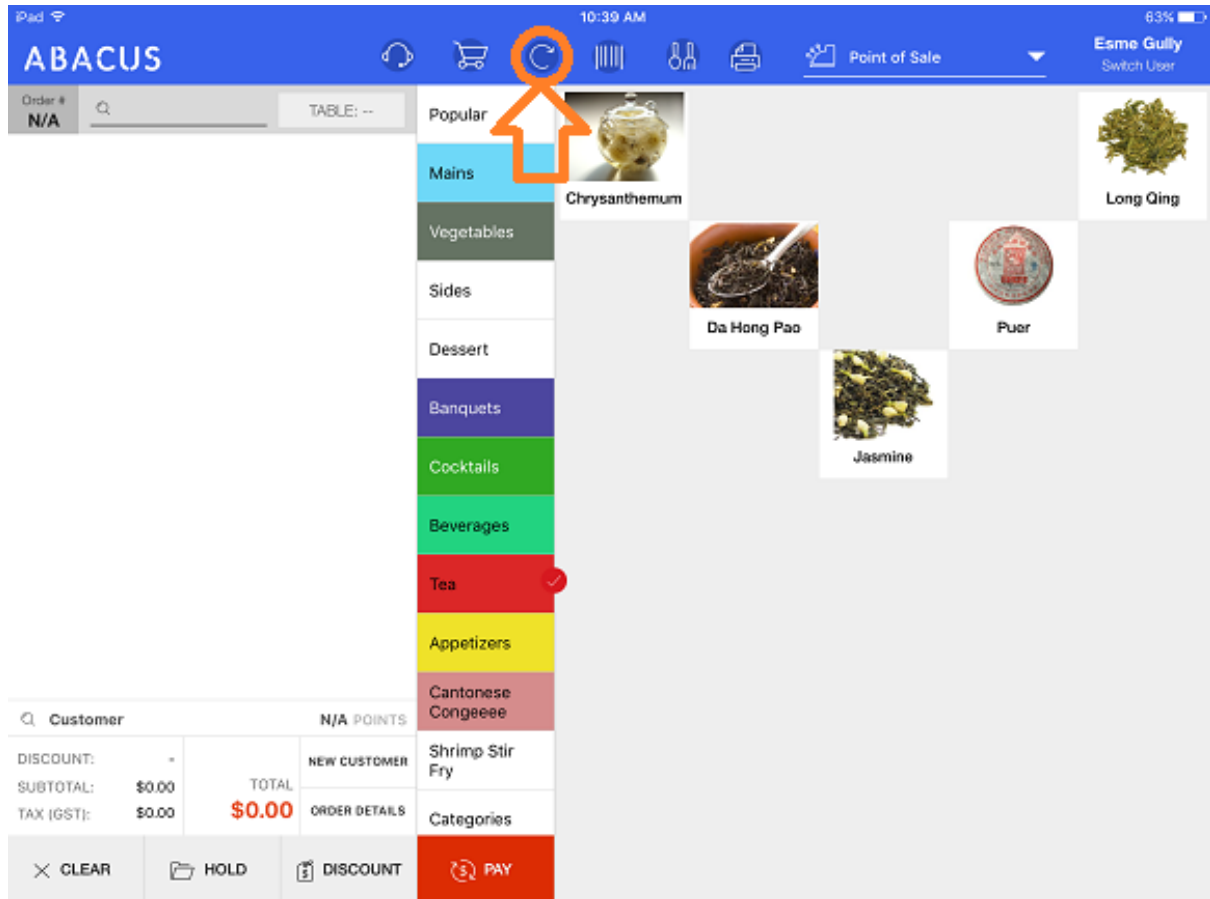 iPad 10:39 AM 63%
ABACUS Point of Sale Esme Gully
Switch User
Order #
N/A
TABLE: --
Popular
Mains
Vegetables
Sides
Dessert
Banquets
Cocktails
Beverages
Tea
Appetizers
Cantonese
Congeeee
Shrimp Stir
Fry
Categories
Chrysanthemum
Long Qing
Da Hong Pao
Puer
Jasmine
Customer N/A POINTS
DISCOUNT: -
SUBTOTAL: $0.00
TAX (GST): $0.00
TOTAL
$0.00
NEW CUSTOMER
ORDER DETAILS
CLEAR HOLD DISCOUNT PAY